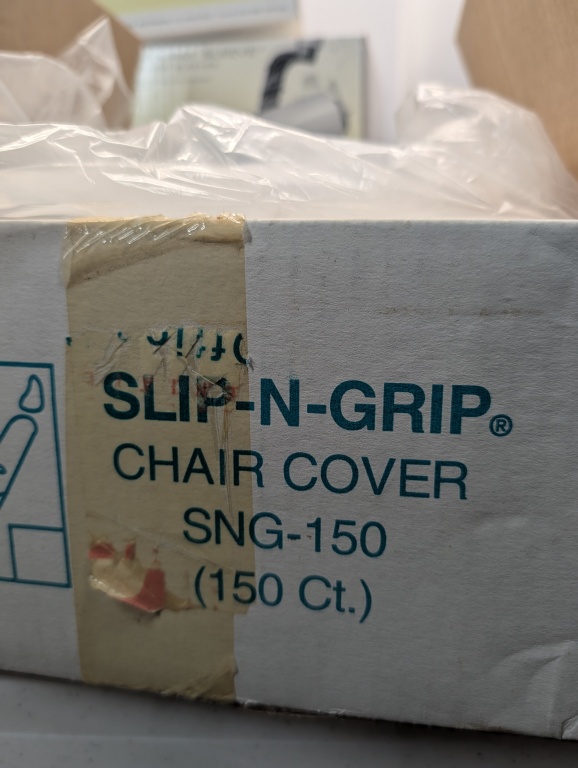 SLIP-N-GRIP®
CHAIR COVER
SNG-150
(150 Ct.)